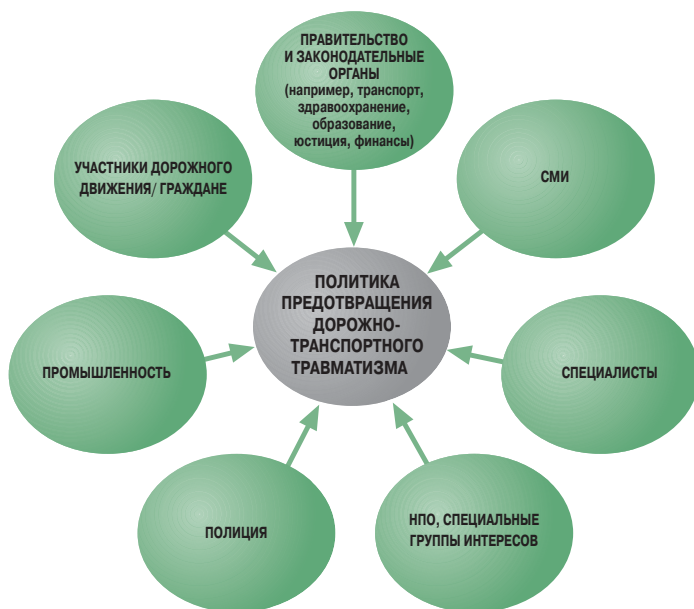 ПРАВИТЕЛЬСТВО
И ЗАКОНОДАТЕЛЬНЫЕ
ОРГАНЫ
(например, транспорт,
здравоохранение,
образование,
юстиция, финансы)
УЧАСТНИКИ ДОРОЖНОГО
ДВИЖЕНИЯ/ ГРАЖДАНЕ
СМИ
ПОЛИТИКА
ПРЕДОТВРАЩЕНИЯ
ДОРОЖНО-
ТРАНСПОРТНОГО
ТРАВМАТИЗМА
ПРОМЫШЛЕННОСТЬ
СПЕЦИАЛИСТЫ
ПОЛИЦИЯ
НПО, СПЕЦИАЛЬНЫЕ
ГРУППЫ ИНТЕРЕСОВ